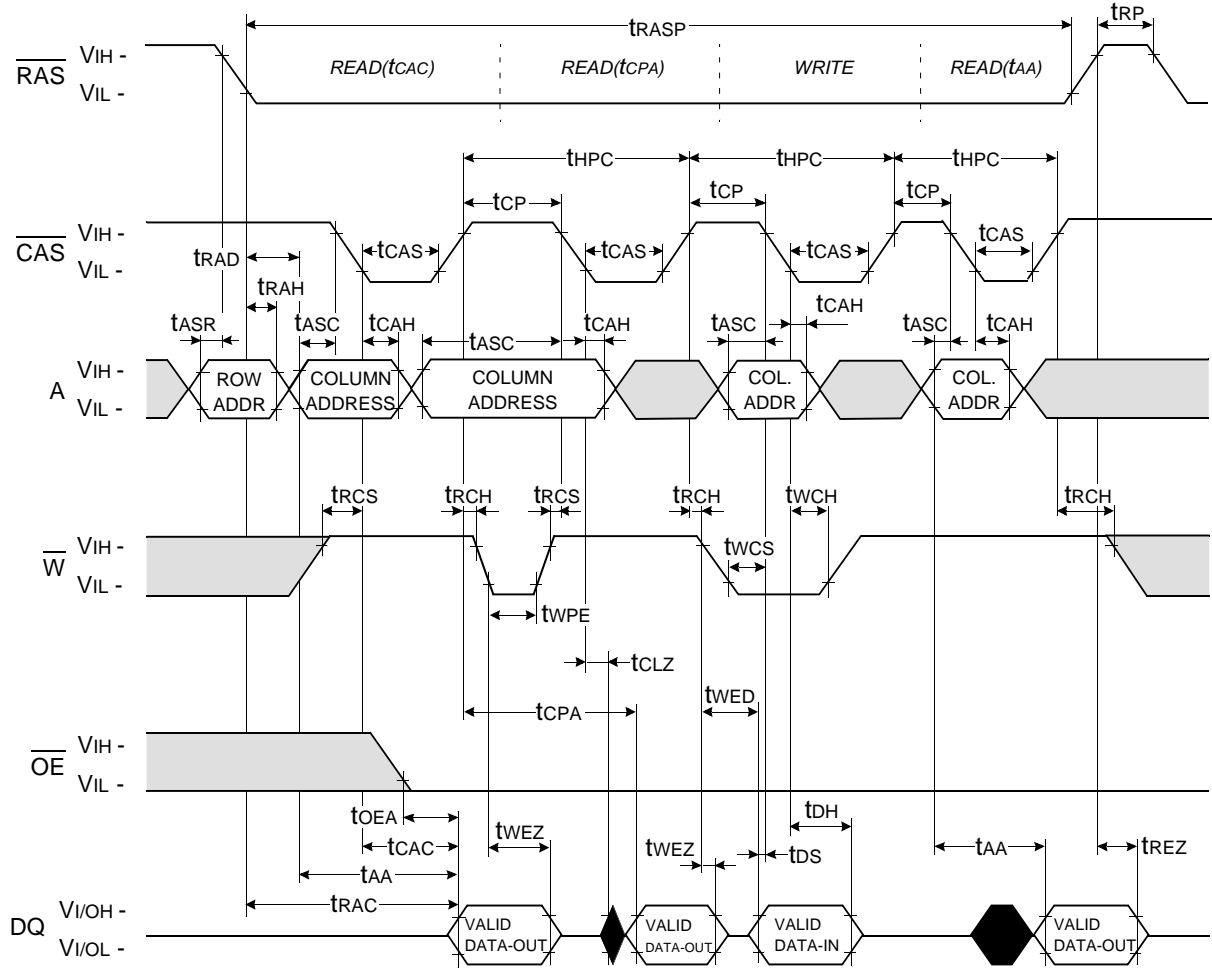 tRASP
tRP
RAS
VIH -
VIL -
READ(tCAC)
READ(tCPA)
WRITE
READ(tAA)
tHPC
tHPC
tHPC
tCP
tCP
tCP
CAS
VIH -
VIL -
tCAS
tCAS
tCAS
tCAS
tRAD
tRAH
tASR
tASC
tCAH
tASC
tCAH
tASC
tCAH
tASC
tCAH
A
VIH -
VIL -
ROW
ADDR
COLUMN
ADDRESS
COLUMN
ADDRESS
COL.
ADDR
COL.
ADDR
tRCS
tRCH
tRCS
tRCH
tWCH
tRCH
W
VIH -
VIL -
tWCS
tWPE
tCLZ
tCPA
tWED
OE
VIH -
VIL -
tOEA
tCAC
tAA
tRAC
tWEZ
tWEZ
tDH
tDS
tAA
tREZ
DQ
VI/OH -
VI/OL -
VALID
DATA-OUT
VALID
DATA-OUT
VALID
DATA-IN
VALID
DATA-OUT